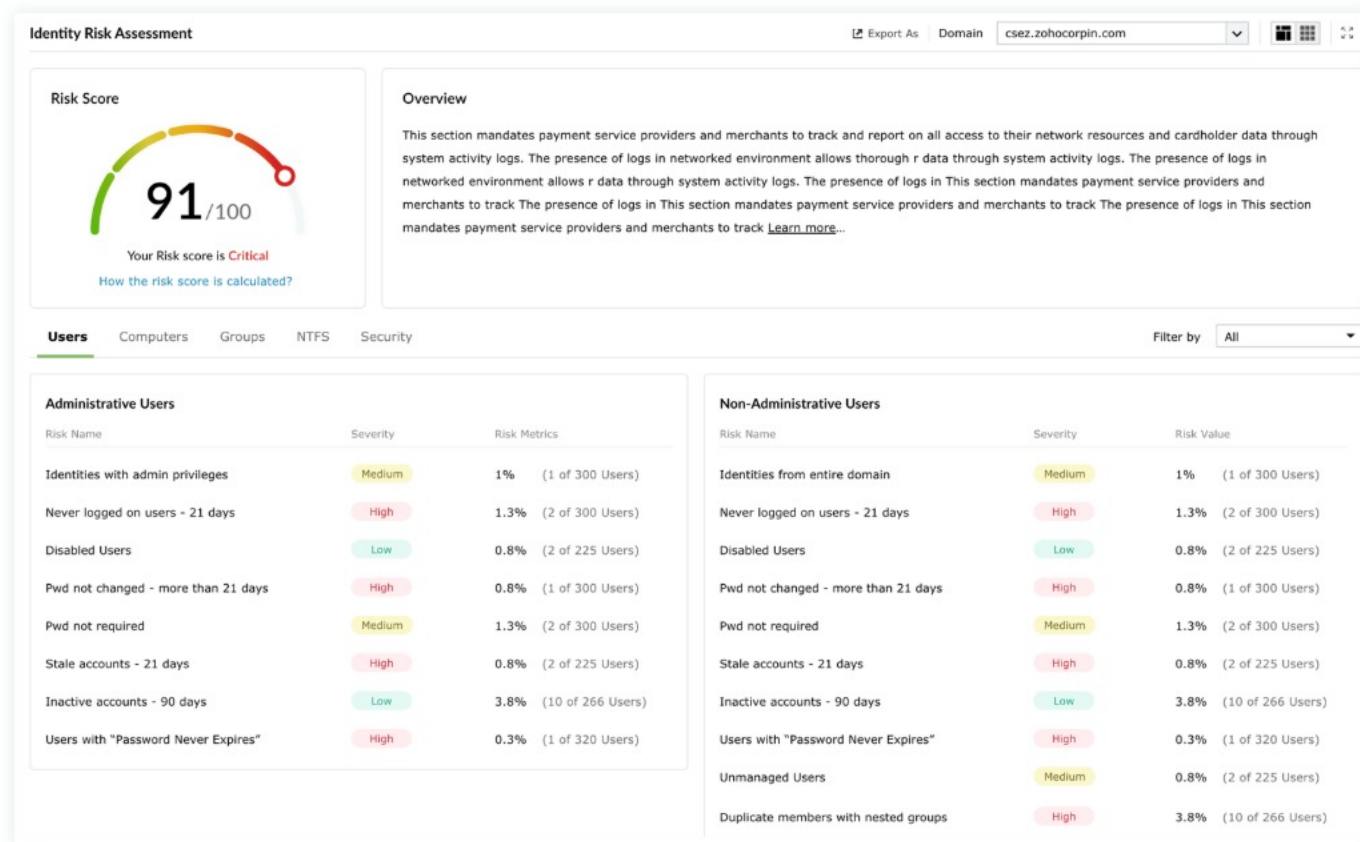 Identity Risk Assessment
Export As
Domain
csez.zohocorpin.com
Risk Score
91/100
Your Risk score is Critical
How the risk score is calculated?
Overview
This section mandates payment service providers and merchants to track and report on all access to their network resources and cardholder data through
system activity logs. The presence of logs in networked environment allows thorough r data through system activity logs. The presence of logs in
networked environment allows r data through system activity logs. The presence of logs in This section mandates payment service providers and
merchants to track The presence of logs in This section mandates payment service providers and merchants to track The presence of logs in This section
mandates payment service providers and merchants to track Learn more...
Users Computers Groups NTFS Security
Filter by All
Administrative Users
Risk Name Severity Risk Metrics
Identities with admin privileges Medium 1% (1 of 300 Users)
Never logged on users - 21 days High 1.3% (2 of 300 Users)
Disabled Users Low 0.8% (2 of 225 Users)
Pwd not changed - more than 21 days High 0.8% (1 of 300 Users)
Pwd not required Medium 1.3% (2 of 300 Users)
Stale accounts - 21 days High 0.8% (2 of 225 Users)
Inactive accounts - 90 days Low 3.8% (10 of 266 Users)
Users with "Password Never Expires" High 0.3% (1 of 320 Users)
Non-Administrative Users
Risk Name Severity Risk Value
Identities from entire domain Medium 1% (1 of 300 Users)
Never logged on users - 21 days High 1.3% (2 of 300 Users)
Disabled Users Low 0.8% (2 of 225 Users)
Pwd not changed - more than 21 days High 0.8% (1 of 300 Users)
Pwd not required Medium 1.3% (2 of 300 Users)
Stale accounts - 21 days High 0.8% (2 of 225 Users)
Inactive accounts - 90 days Low 3.8% (10 of 266 Users)
Users with "Password Never Expires" High 0.3% (1 of 320 Users)
Unmanaged Users Medium 0.8% (2 of 225 Users)
Duplicate members with nested groups High 3.8% (10 of 266 Users)